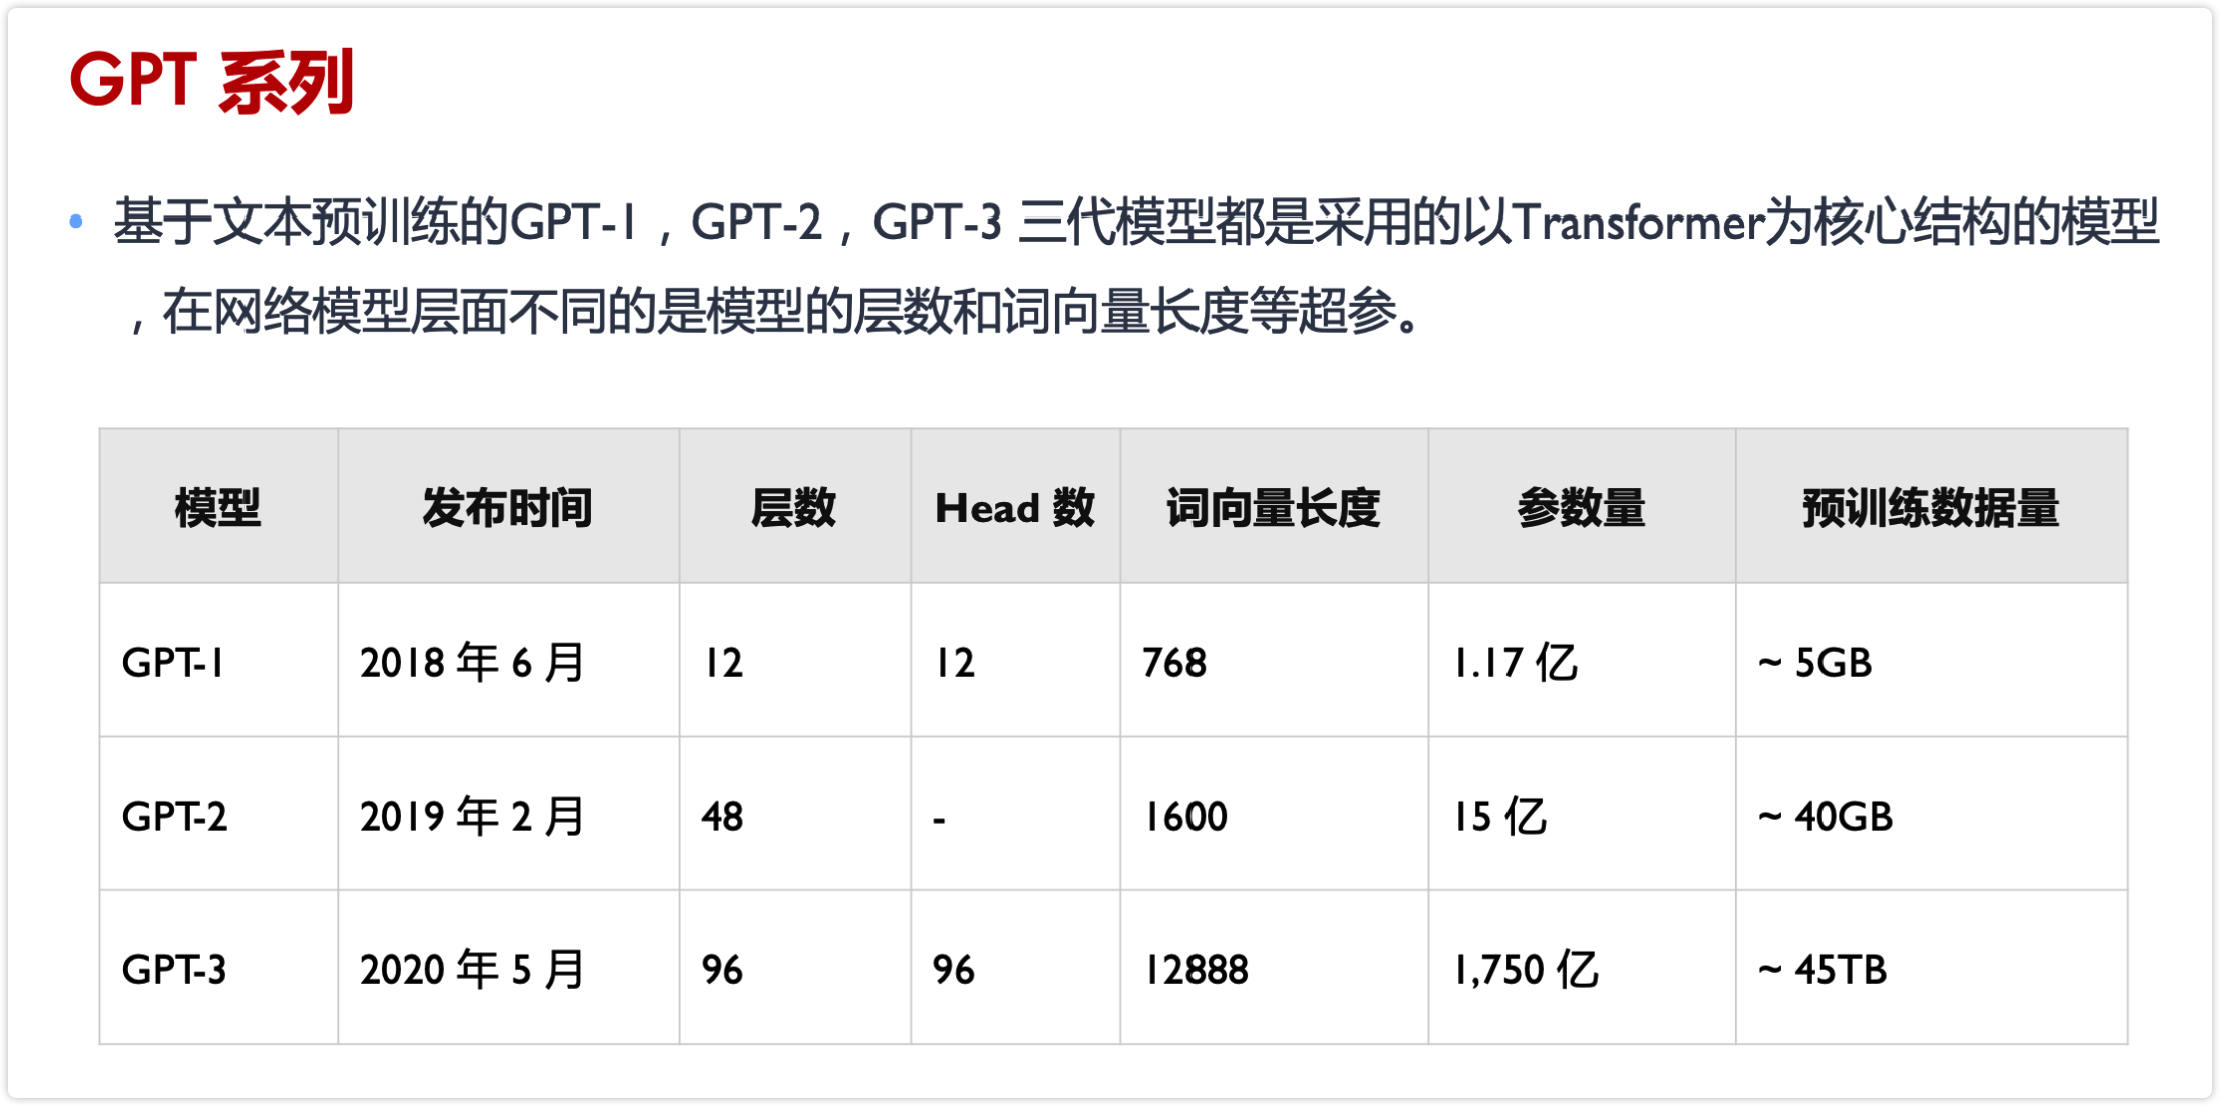 GPT 系列
• 基于文本预训练的GPT-1，GPT-2，GPT-3 三代模型都是采用的以Transformer为核心结构的模型
，在网络模型层面不同的是模型的层数和词向量长度等超参。
模型 发布时间 层数 Head 数 词向量长度 参数量 预训练数据量
GPT-1 2018 年 6 月 12 12 768 1.17 亿 ~ 5GB
GPT-2 2019 年 2 月 48 - 1600 15 亿 ~ 40GB
GPT-3 2020 年 5 月 96 96 12888 1,750 亿 ~ 45TB